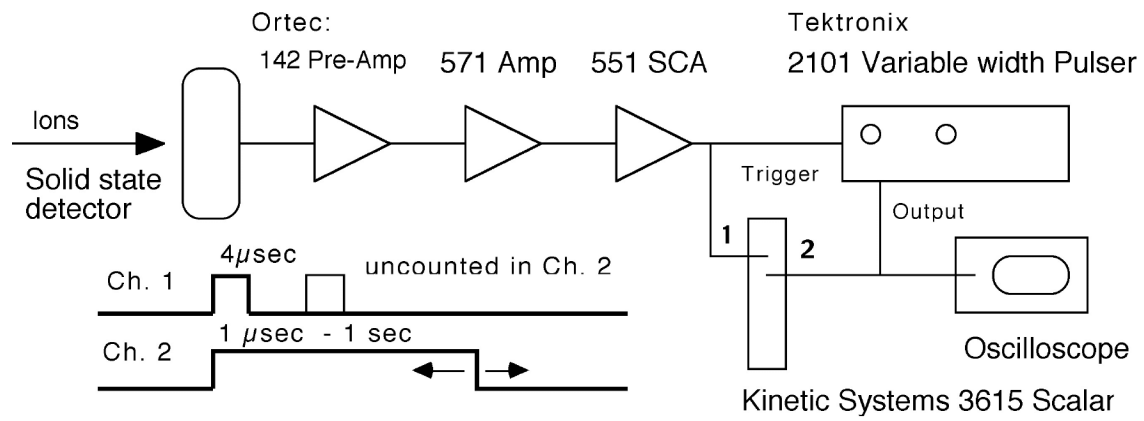 Ortec:
142 Pre-Amp
571 Amp
551 SCA
Tektronix
2101 Variable width Pulser
Ions
Solid state
detector
Trigger
Output
1
2
4µsec
uncounted in Ch. 2
Ch. 1
1 µsec - 1 sec
Ch. 2
Oscilloscope
Kinetic Systems 3615 Scalar